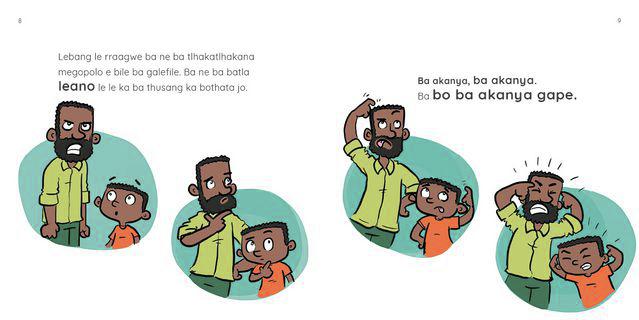 8
Lebang le rraagwe ba ne ba tlhakatlhakana
megopolo e bile ba galefile. Ba ne ba batla
leano le le ka ba thusang ka bothata jo.
9
Ba akanya, ba akanya.
Ba bo ba akanya gape.